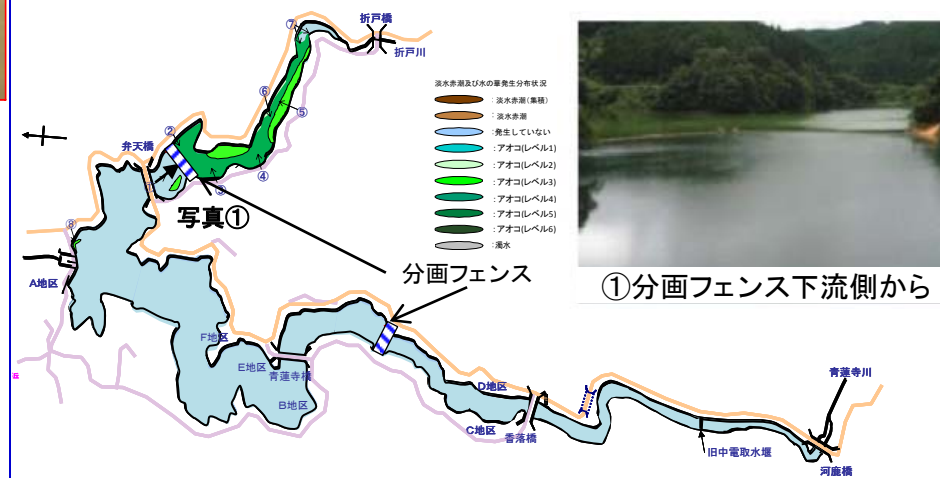 ⑦
折戸橋
折戸川
淡水赤潮及び水の華発生分布状況
：淡水赤潮(集積)
：淡水赤潮
：発生していない
：アオコ(レベル1)
：アオコ(レベル2)
：アオコ(レベル3)
：アオコ(レベル4)
：アオコ(レベル5)
：アオコ(レベル6)
：濁水
⑥
⑤
②
弁天橋
④
③
写真①
⑧
A地区
分画フェンス
①分画フェンス下流側から
F地区
E地区
青蓮寺橋
B地区
D地区
C地区
香落橋
青蓮寺川
旧中電取水堰
河鹿橋